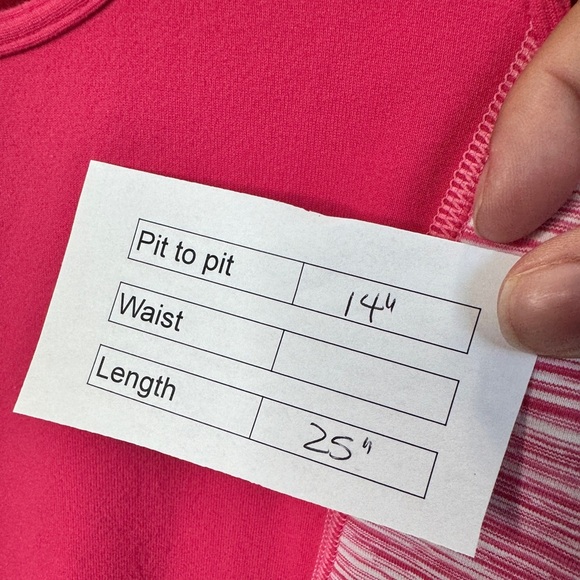 Pit to pit 14"
Waist
Length 25"